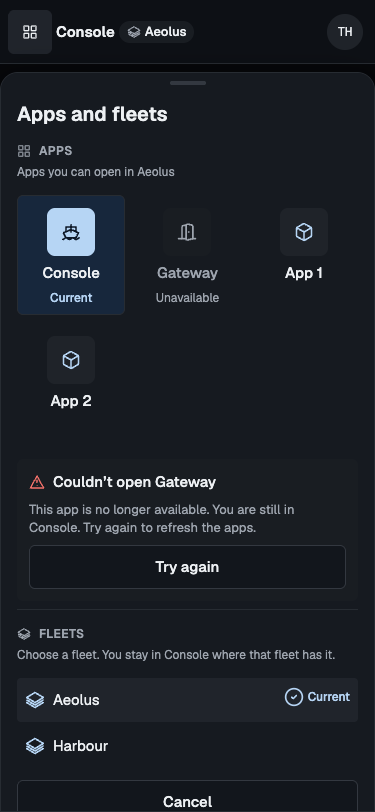 Console Aeolus TH
Apps and fleets
APPS
Apps you can open in Aeolus
Console Gateway App 1
Current Unavailable
App 2
Couldn't open Gateway
This app is no longer available. You are still in
Console. Try again to refresh the apps.
Try again
FLEETS
Choose a fleet. You stay in Console where that fleet has it.
Aeolus Current
Harbour
Cancel